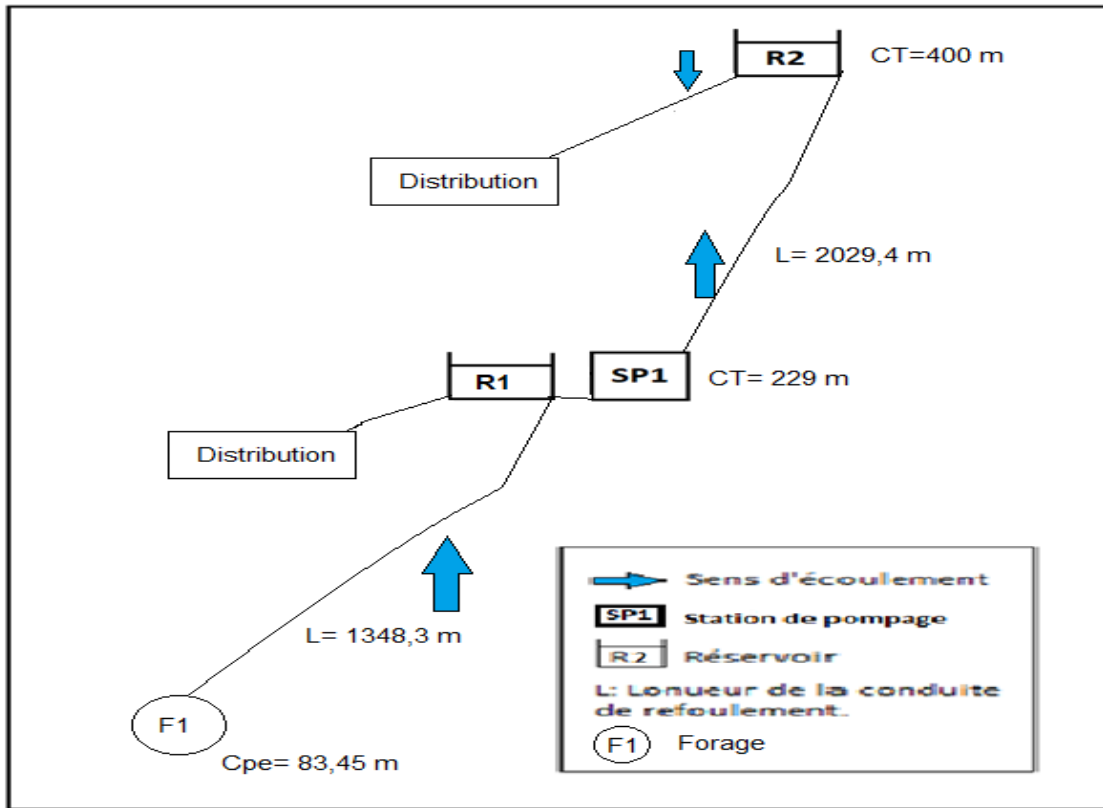 R2
CT=400 m
Distribution
L= 2029,4 m
R1
SP1
CT= 229 m
Distribution
L= 1348,3 m
F1
Cpe= 83,45 m
Sens d'écoulement
SP1 Station de pompage
R2 Réservoir
L: Lonueur de la conduite
de refoulement.
F1 Forage